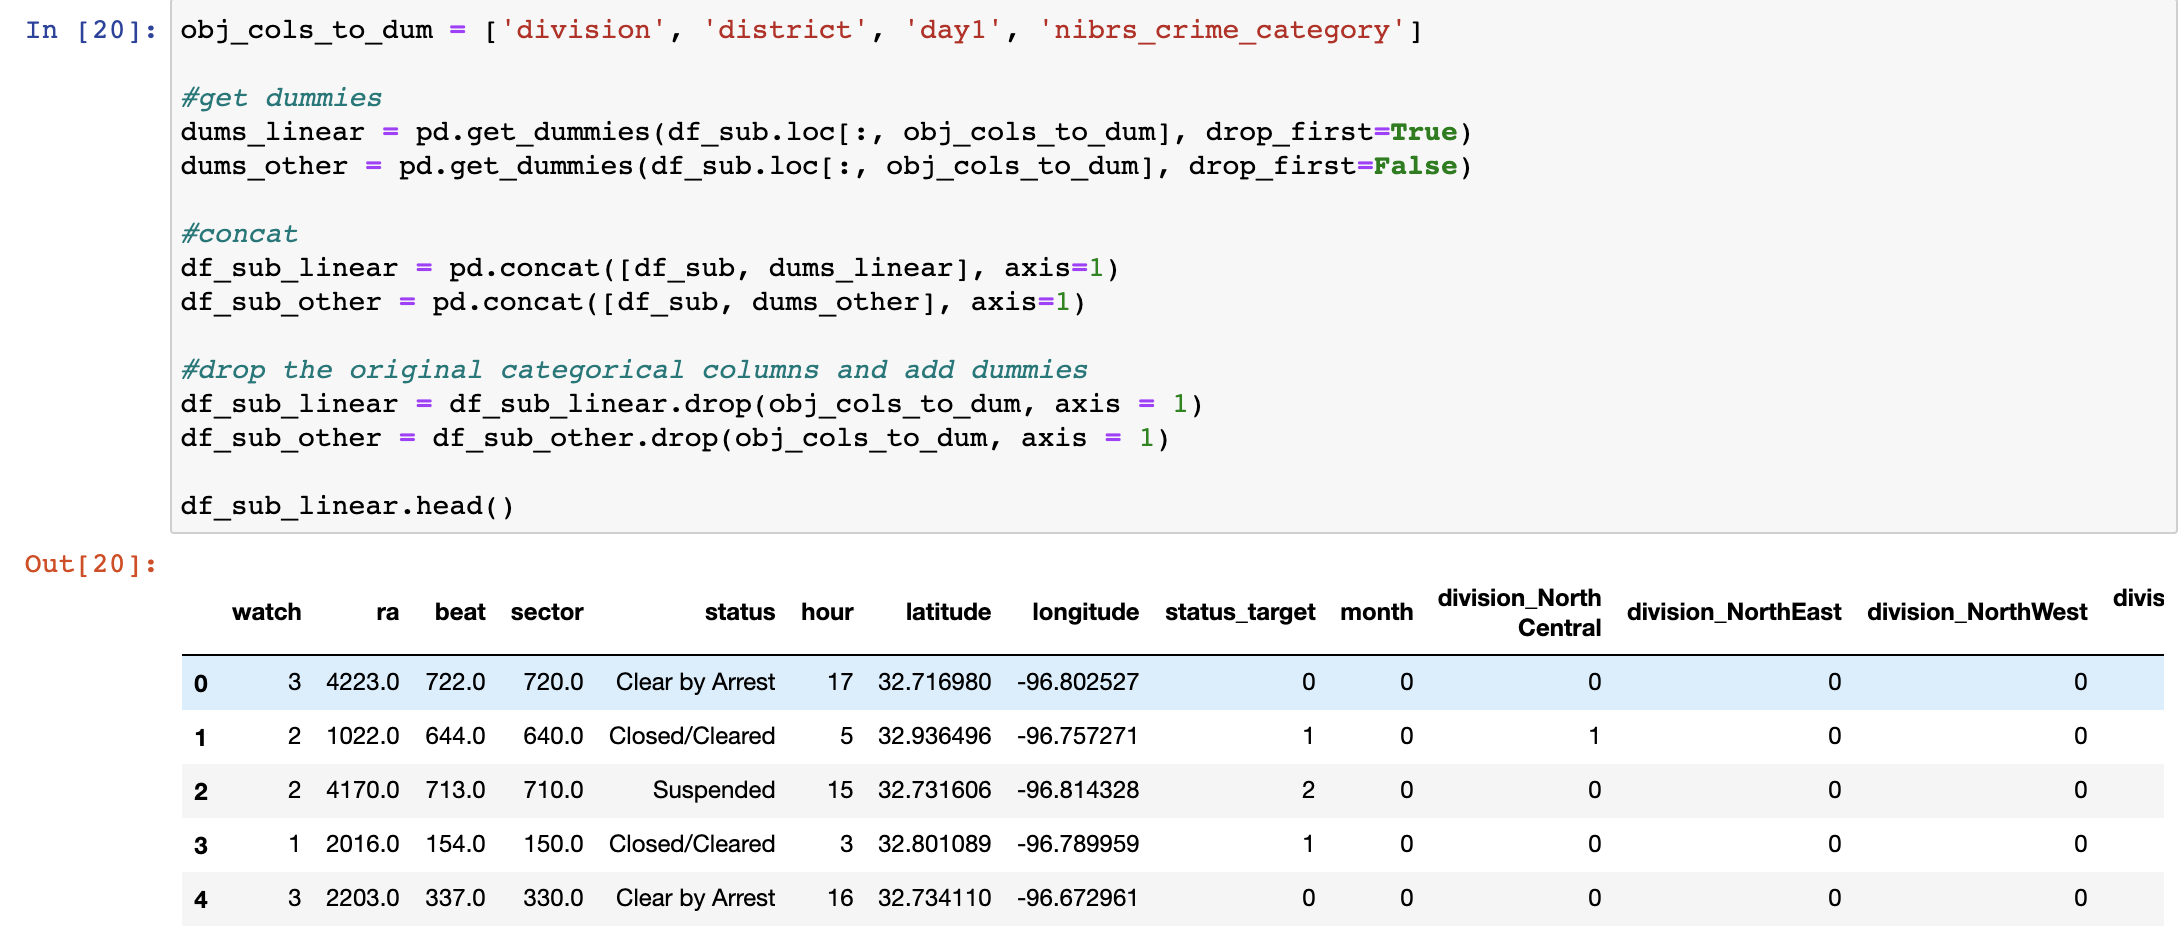 In [20]: obj_cols_to_dum = ['division', 'district', 'day1', 'nibrs_crime_category']
#get dummies
dums_linear = pd.get_dummies(df_sub.loc[:, obj_cols_to_dum], drop_first=True)
dums_other = pd.get_dummies(df_sub.loc[:, obj_cols_to_dum], drop_first=False)
#concat
df_sub_linear = pd.concat([df_sub, dums_linear], axis=1)
df_sub_other = pd.concat([df_sub, dums_other], axis=1)
#drop the original categorical columns and add dummies
df_sub_linear = df_sub_linear.drop(obj_cols_to_dum, axis = 1)
df_sub_other = df_sub_other.drop(obj_cols_to_dum, axis = 1)
df_sub_linear.head()
Out[20]:
watch ra beat sector status hour latitude longitude status_target month division_North Central division_NorthEast division_NorthWest divis
0 3 4223.0 722.0 720.0 Clear by Arrest 17 32.716980 -96.802527 0 0 0 0 0
1 2 1022.0 644.0 640.0 Closed/Cleared 5 32.936496 -96.757271 1 0 1 0 0
2 2 4170.0 713.0 710.0 Suspended 15 32.731606 -96.814328 2 0 0 0 0
3 1 2016.0 154.0 150.0 Closed/Cleared 3 32.801089 -96.789959 1 0 0 0 0
4 3 2203.0 337.0 330.0 Clear by Arrest 16 32.734110 -96.672961 0 0 0 0 0